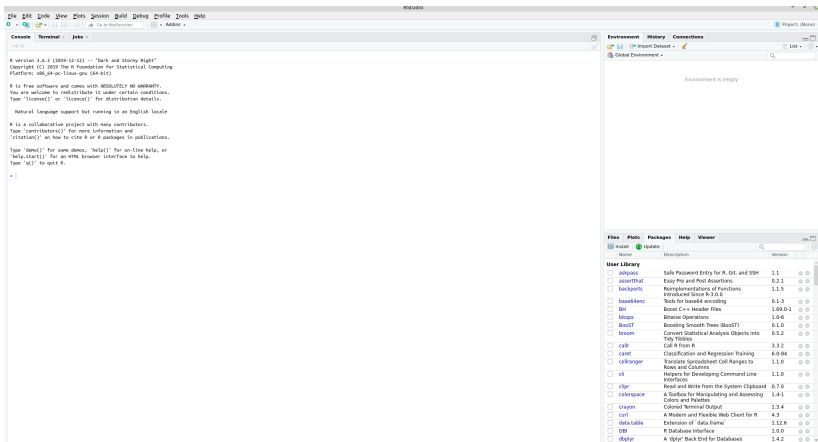 RStudio
File Edit Code View Plots Session Build Debug Profile Tools Help
Go to file/function Addins
Project: (None)
Console Terminal Jobs
R version 3.6.2 (2019-12-12) -- "Dark and Stormy Night"
Copyright (C) 2019 The R Foundation for Statistical Computing
Platform: x86_64-pc-linux-gnu (64-bit)
R is free software and comes with ABSOLUTELY NO WARRANTY.
You are welcome to redistribute it under certain conditions.
Type 'license()' or 'licence()' for distribution details.
Natural language support but running in an English locale
R is a collaborative project with many contributors.
Type 'contributors()' for more information and
'citation()' on how to cite R or R packages in publications.
Type 'demo()' for some demos, 'help()' for on-line help, or
'help.start()' for an HTML browser interface to help.
Type 'q()' to quit R.
>
Environment History Connections
Import Dataset List
Global Environment
Environment is empty
Files Plots Packages Help Viewer
Install Update
Name Description Version
User Library
askpass Safe Password Entry for R, Git, and SSH 1.1
assertthat Easy Pre and Post Assertions 0.2.1
backports Reimplementations of Functions 1.1.5
Introduced Since R-3.0.0
base64enc Tools for base64 encoding 0.1-3
BH Boost C++ Header Files 1.69.0-1
bitops Bitwise Operations 1.0-6
BooST Boosting Smooth Trees (BooST) 0.1.0
broom Convert Statistical Analysis Objects into 0.5.2
Tidy Tibbles
callr Call R from R 3.3.2
caret Classification and Regression Training 6.0-84
cellranger Translate Spreadsheet Cell Ranges to 1.1.0
Rows and Columns
cli Helpers for Developing Command Line 1.1.0
Interfaces
clipr Read and Write from the System Clipboard 0.7.0
colorspace A Toolbox for Manipulating and Assessing 1.4-1
Colors and Palettes
crayon Colored Terminal Output 1.3.4
curl A Modern and Flexible Web Client for R 4.3
data.table Extension of `data.frame` 1.12.6
DBI R Database Interface 1.0.0
dbplyr A 'dplyr' Back End for Databases 1.4.2